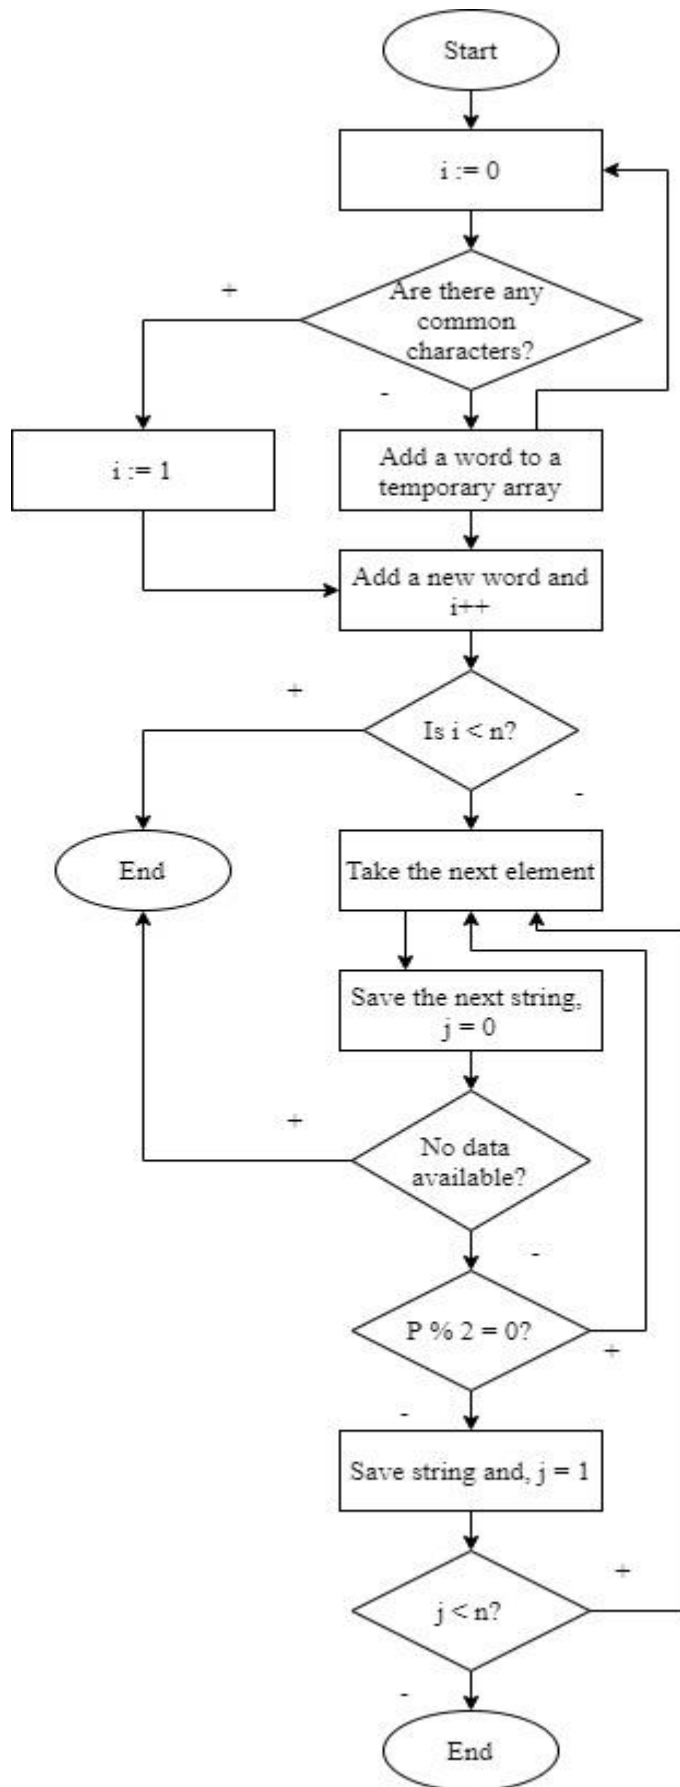 Start
i := 0
+
Are there any
common
characters?
-
i := 1
Add a word to a
temporary array
Add a new word and
i++
+
Is i < n?
-
End
Take the next element
Save the next string,
j = 0
+
No data
available?
-
P % 2 = 0?
+
-
Save string and, j = 1
+
j < n?
-
End